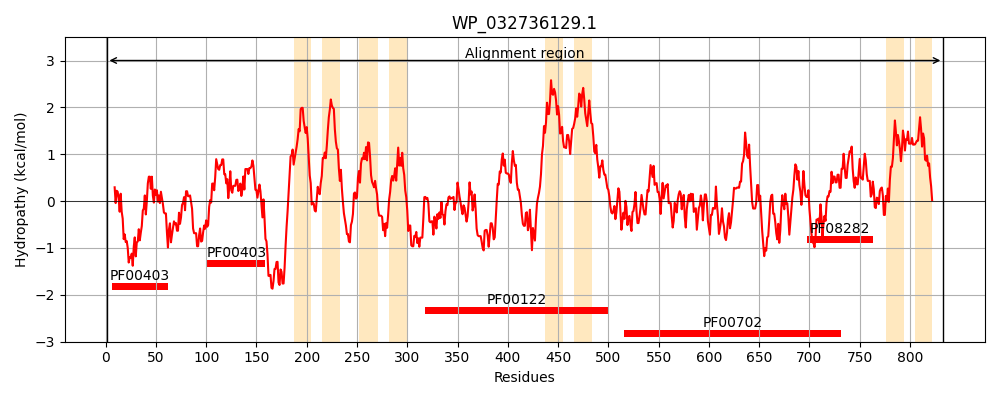 WP_032736129.1
Alignment region
Hydropathy (kcal/mol)
3
2
1
0
−1
−2
−3
PF00403
PF00403
PF00122
PF00702
PF08282
0 50 100 150 200 250 300 350 400 450 500 550 600 650 700 750 800
Residues